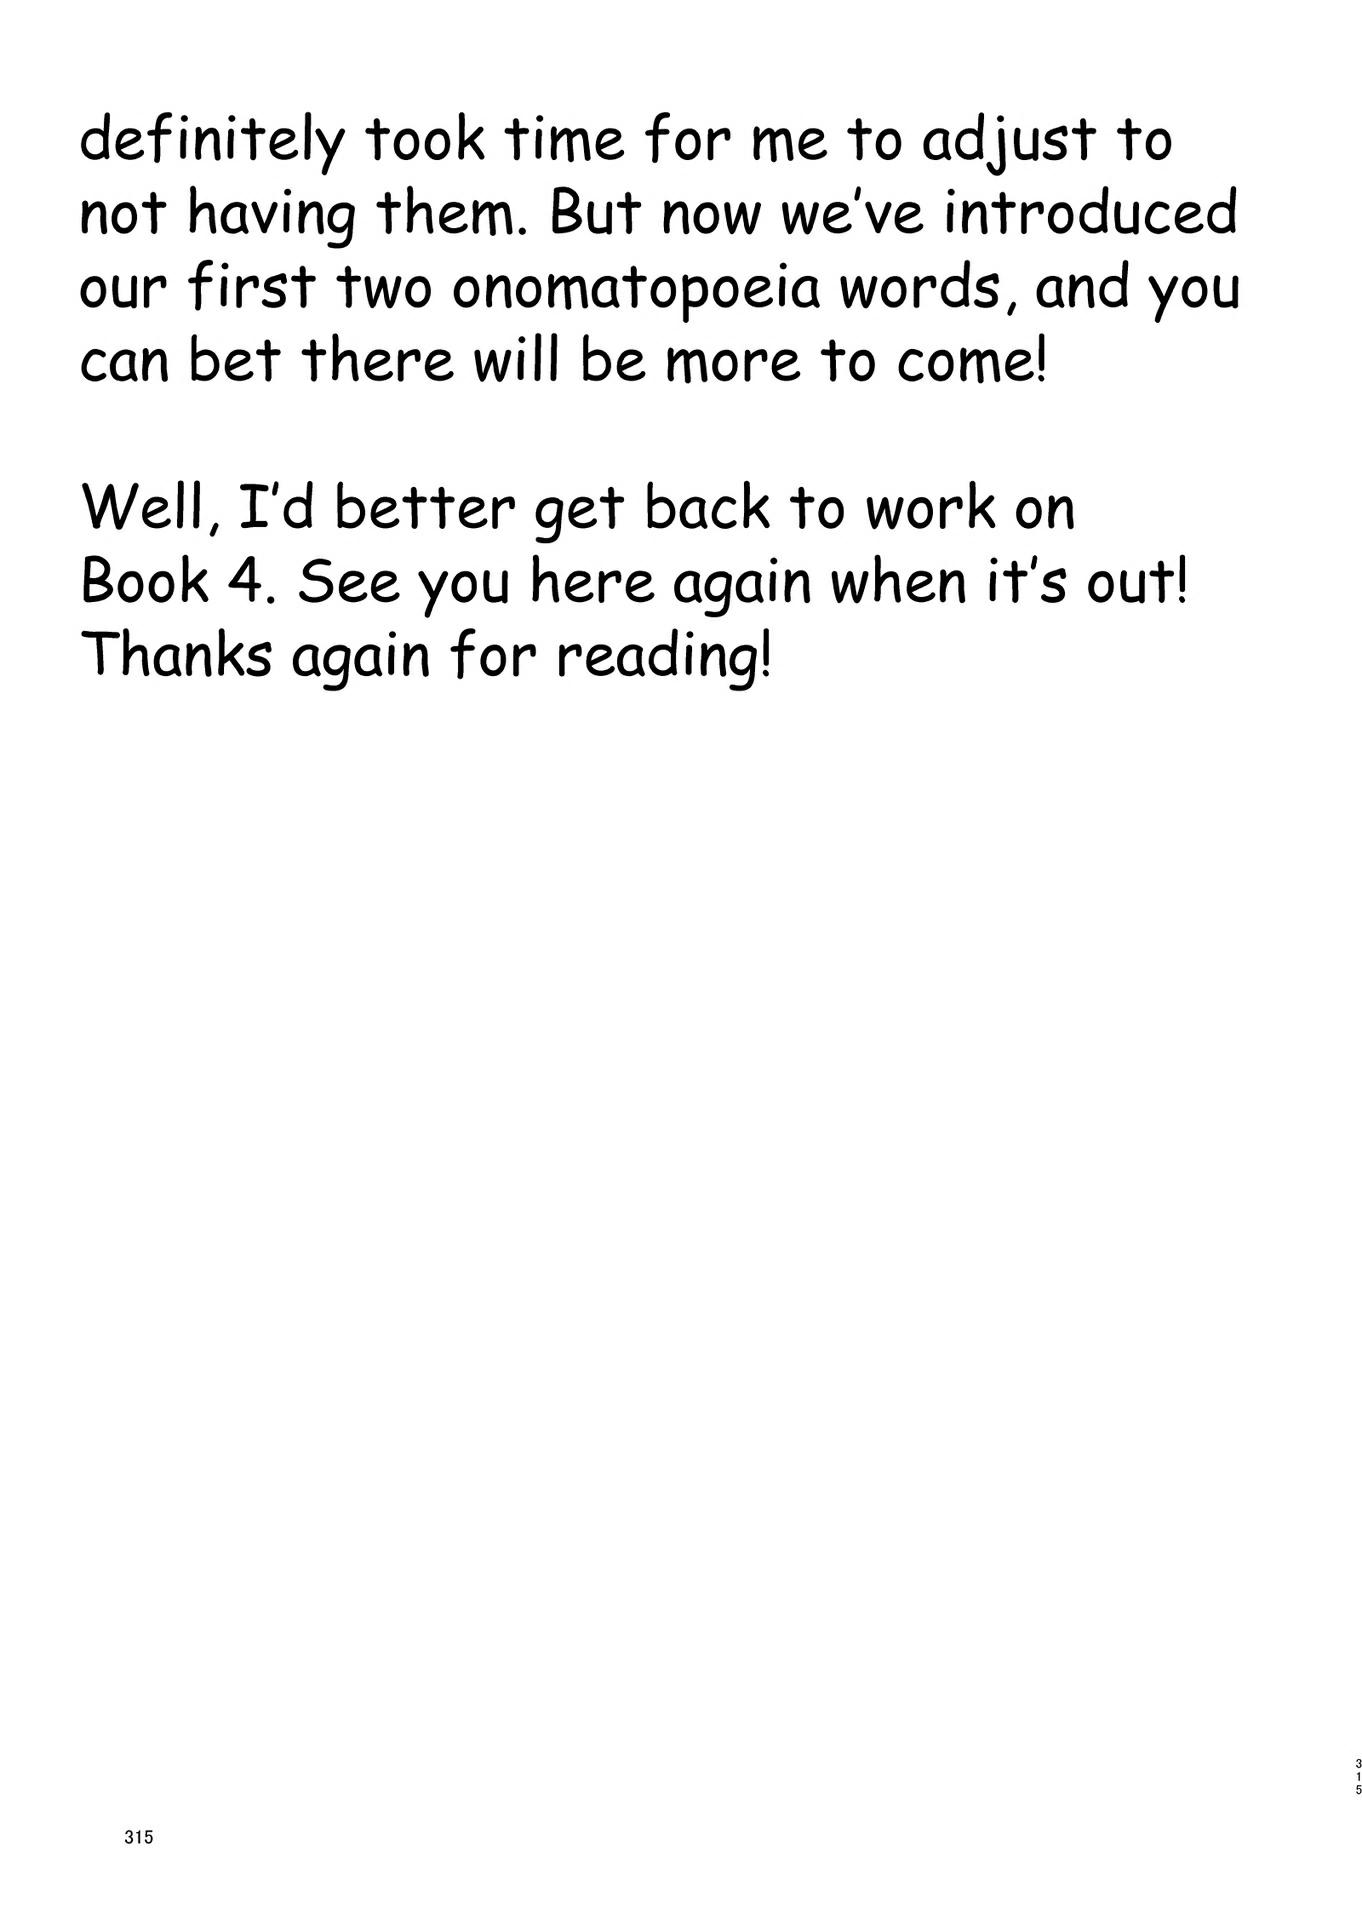 definitely took time for me to adjust to
not having them. But now we’ve introduced
our first two onomatopoeia words, and you
can bet there will be more to come!
Well, I’d better get back to work on
Book 4. See you here again when it’s out!
Thanks again for reading!
315
315